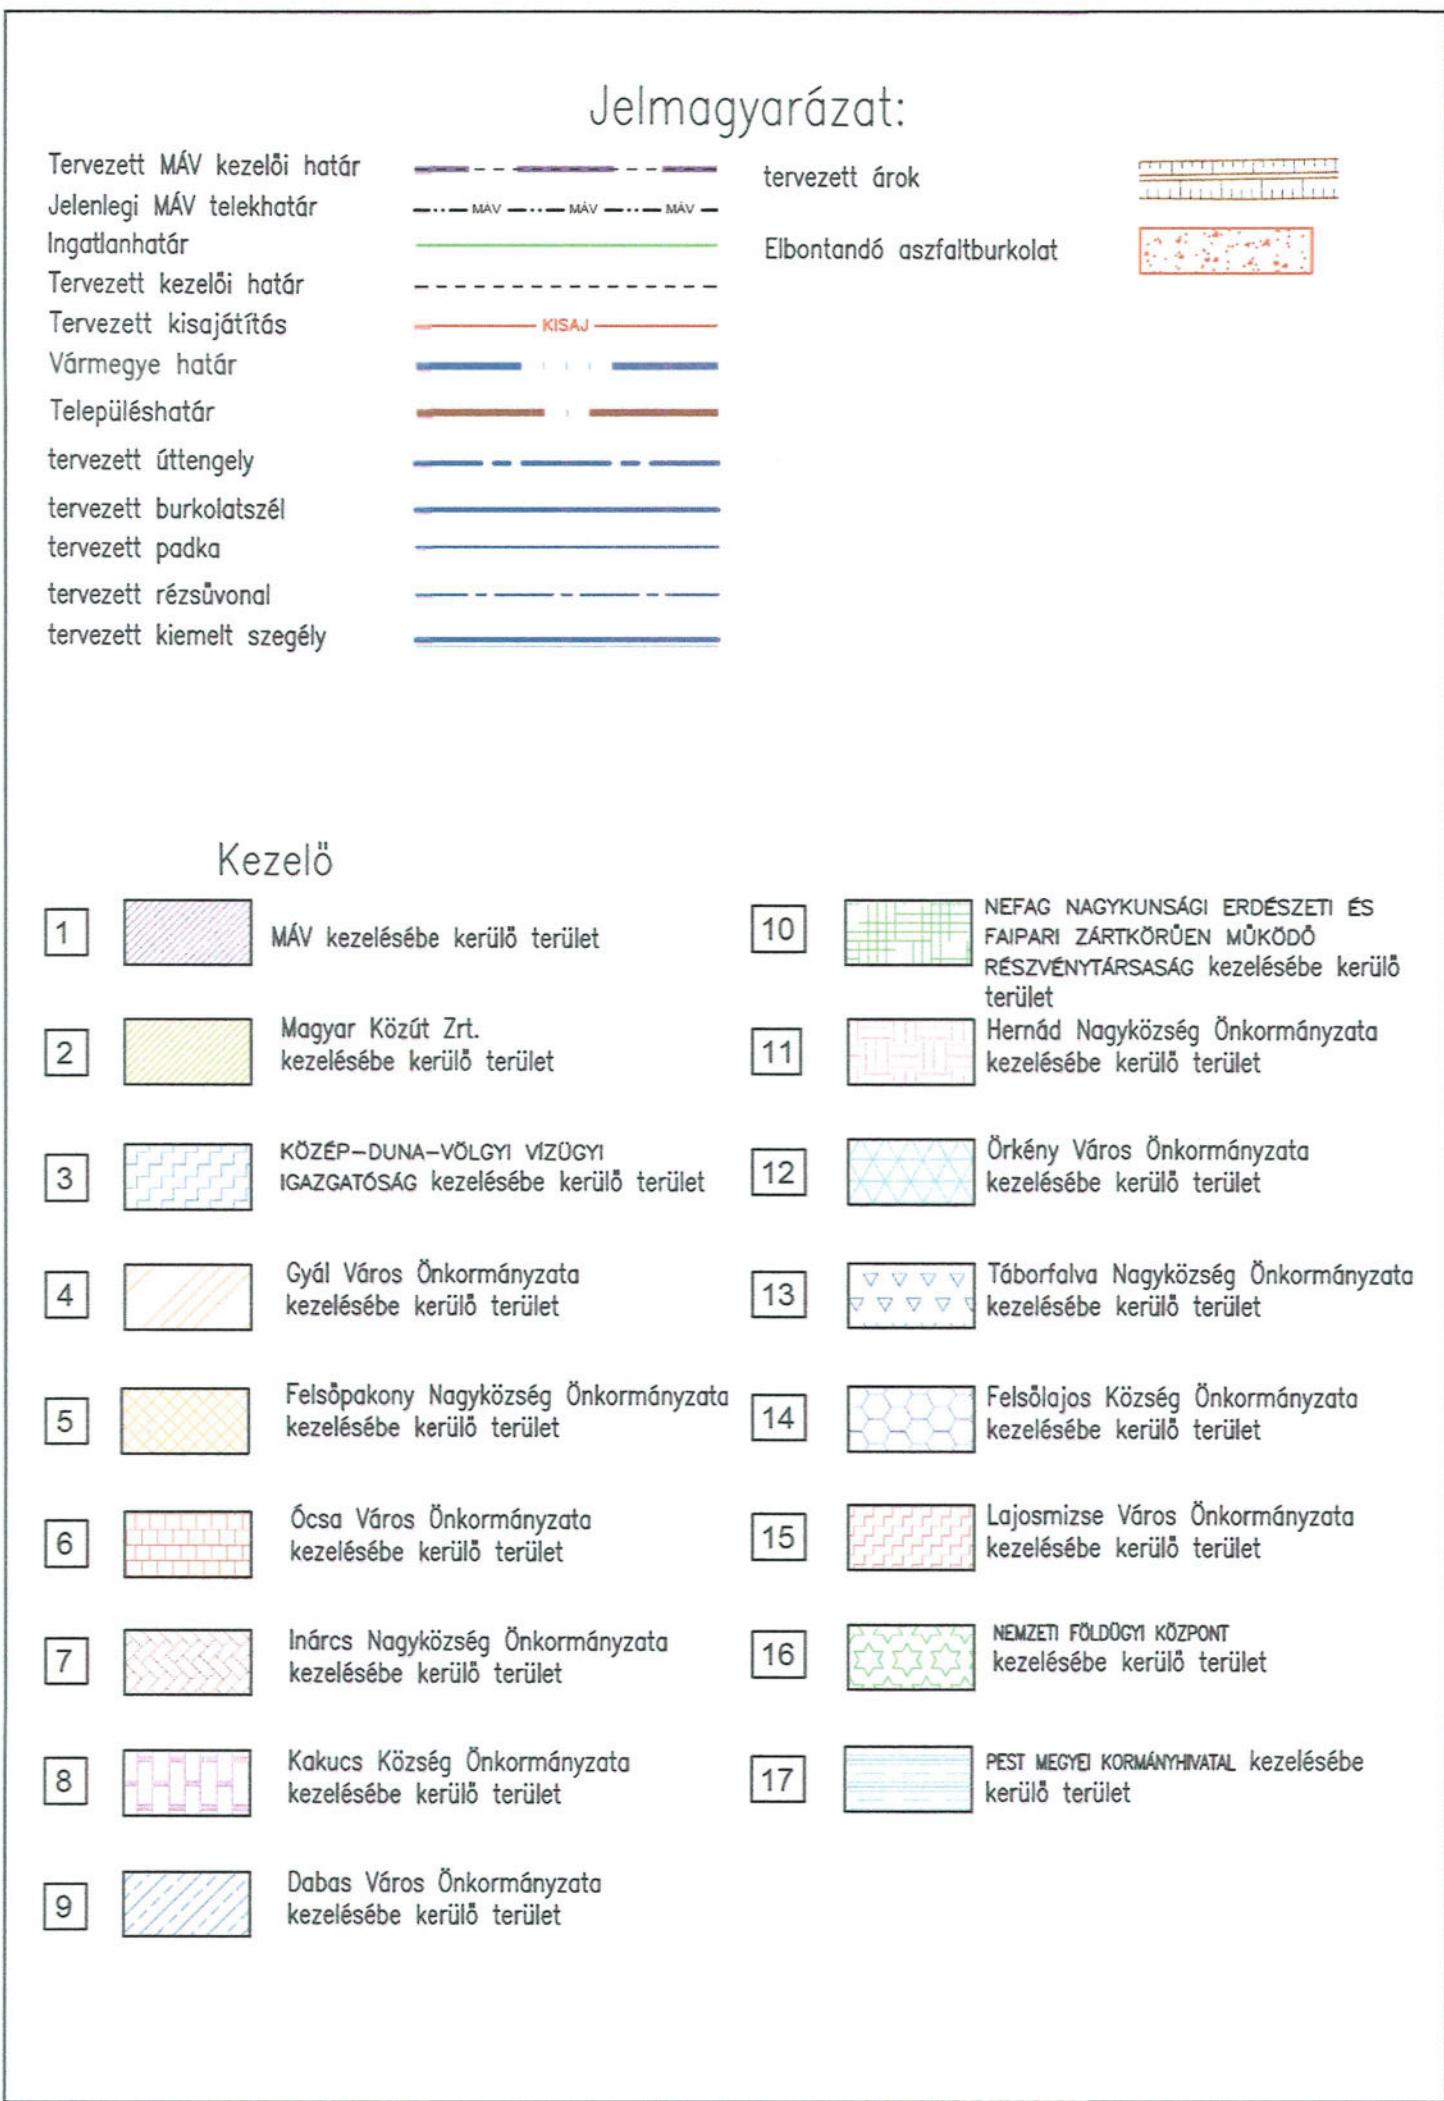 Jelmagyarázat:
Tervezett MÁV kezelői határ
Jelenlegi MÁV telekhatár
MÁV MÁV MÁV
Ingatlanhatár
Tervezett kezelői határ
Tervezett kisajátítás
KISAJ
Vármegye határ
Településhatár
tervezett úttengely
tervezett burkolatszél
tervezett padka
tervezett rézsűvonal
tervezett kiemelt szegély
tervezett árok
Elbontandó aszfaltburkolat
Kezelő
1
MÁV kezelésébe kerülő terület
2
Magyar Közút Zrt.
kezelésébe kerülő terület
3
KÖZÉP-DUNA-VÖLGYI VÍZÜGYI
IGAZGATÓSÁG kezelésébe kerülő terület
4
Gyál Város Önkormányzata
kezelésébe kerülő terület
5
Felsőpakony Nagyközség Önkormányzata
kezelésébe kerülő terület
6
Ócsa Város Önkormányzata
kezelésébe kerülő terület
7
Inárcs Nagyközség Önkormányzata
kezelésébe kerülő terület
8
Kakucs Község Önkormányzata
kezelésébe kerülő terület
9
Dabas Város Önkormányzata
kezelésébe kerülő terület
10
NEFAG NAGYKUNSÁGI ERDÉSZETI ÉS
FAIPARI ZÁRTKÖRŰEN MŰKÖDŐ
RÉSZVÉNYTÁRSASÁG kezelésébe kerülő
terület
11
Hernád Nagyközség Önkormányzata
kezelésébe kerülő terület
12
Örkény Város Önkormányzata
kezelésébe kerülő terület
13
Táborfalva Nagyközség Önkormányzata
kezelésébe kerülő terület
14
Felsőlajos Község Önkormányzata
kezelésébe kerülő terület
15
Lajosmizse Város Önkormányzata
kezelésébe kerülő terület
16
NEMZETI FÖLDÜGYI KÖZPONT
kezelésébe kerülő terület
17
PEST MEGYEI KORMÁNYHIVATAL kezelésébe
kerülő terület